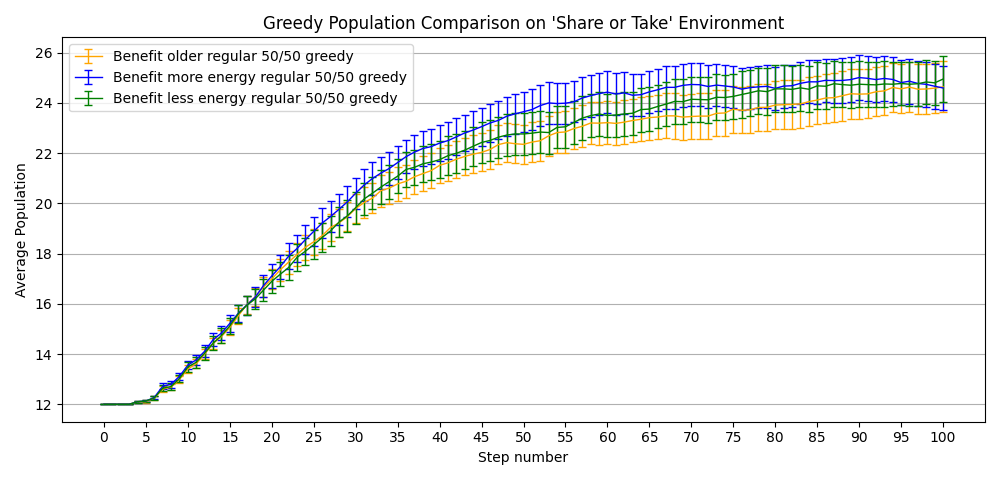 Greedy Population Comparison on 'Share or Take' Environment
Benefit older regular 50/50 greedy
Benefit more energy regular 50/50 greedy
Benefit less energy regular 50/50 greedy
Average Population
26
24
22
20
18
16
14
12
0 5 10 15 20 25 30 35 40 45 50 55 60 65 70 75 80 85 90 95 100
Step number